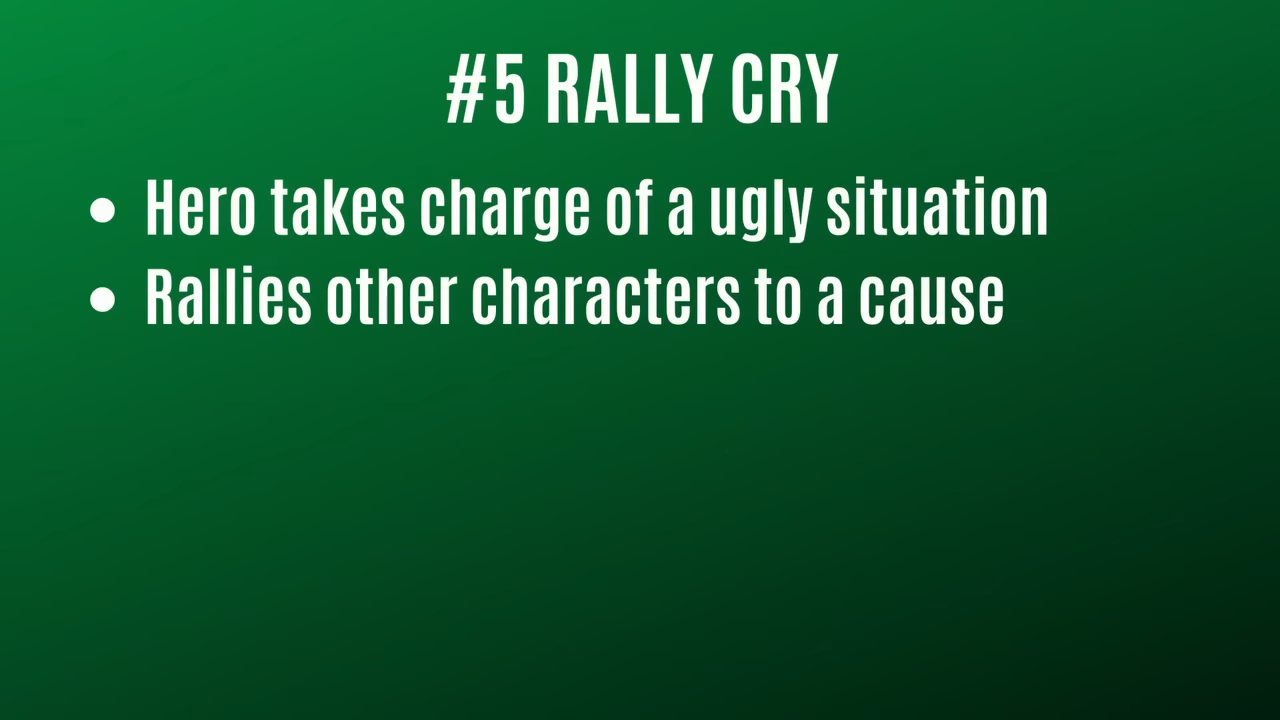 #5 RALLY CRY
• Hero takes charge of a ugly situation
• Rallies other characters to a cause